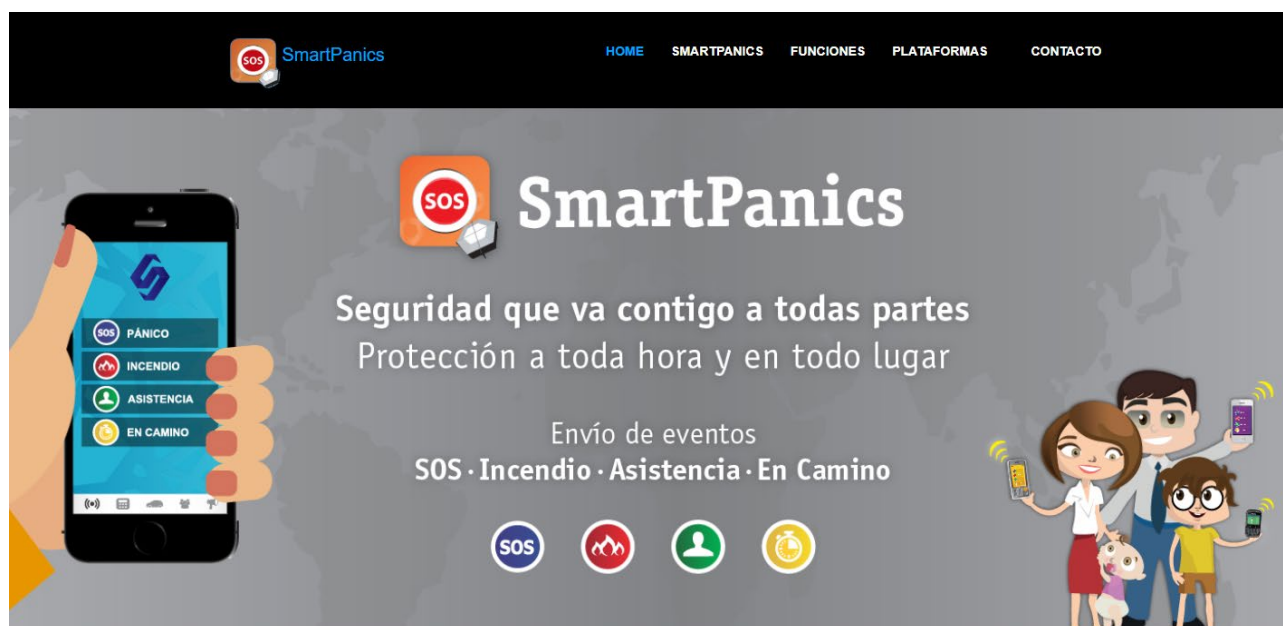 SOS SmartPanics
HOME SMARTPANICS FUNCIONES PLATAFORMAS CONTACTO
SOS SmartPanics
Seguridad que va contigo a todas partes
Protección a toda hora y en todo lugar
Envío de eventos
SOS · Incendio · Asistencia · En Camino
SOS
SOS PÁNICO
INCENDIO
ASISTENCIA
EN CAMINO